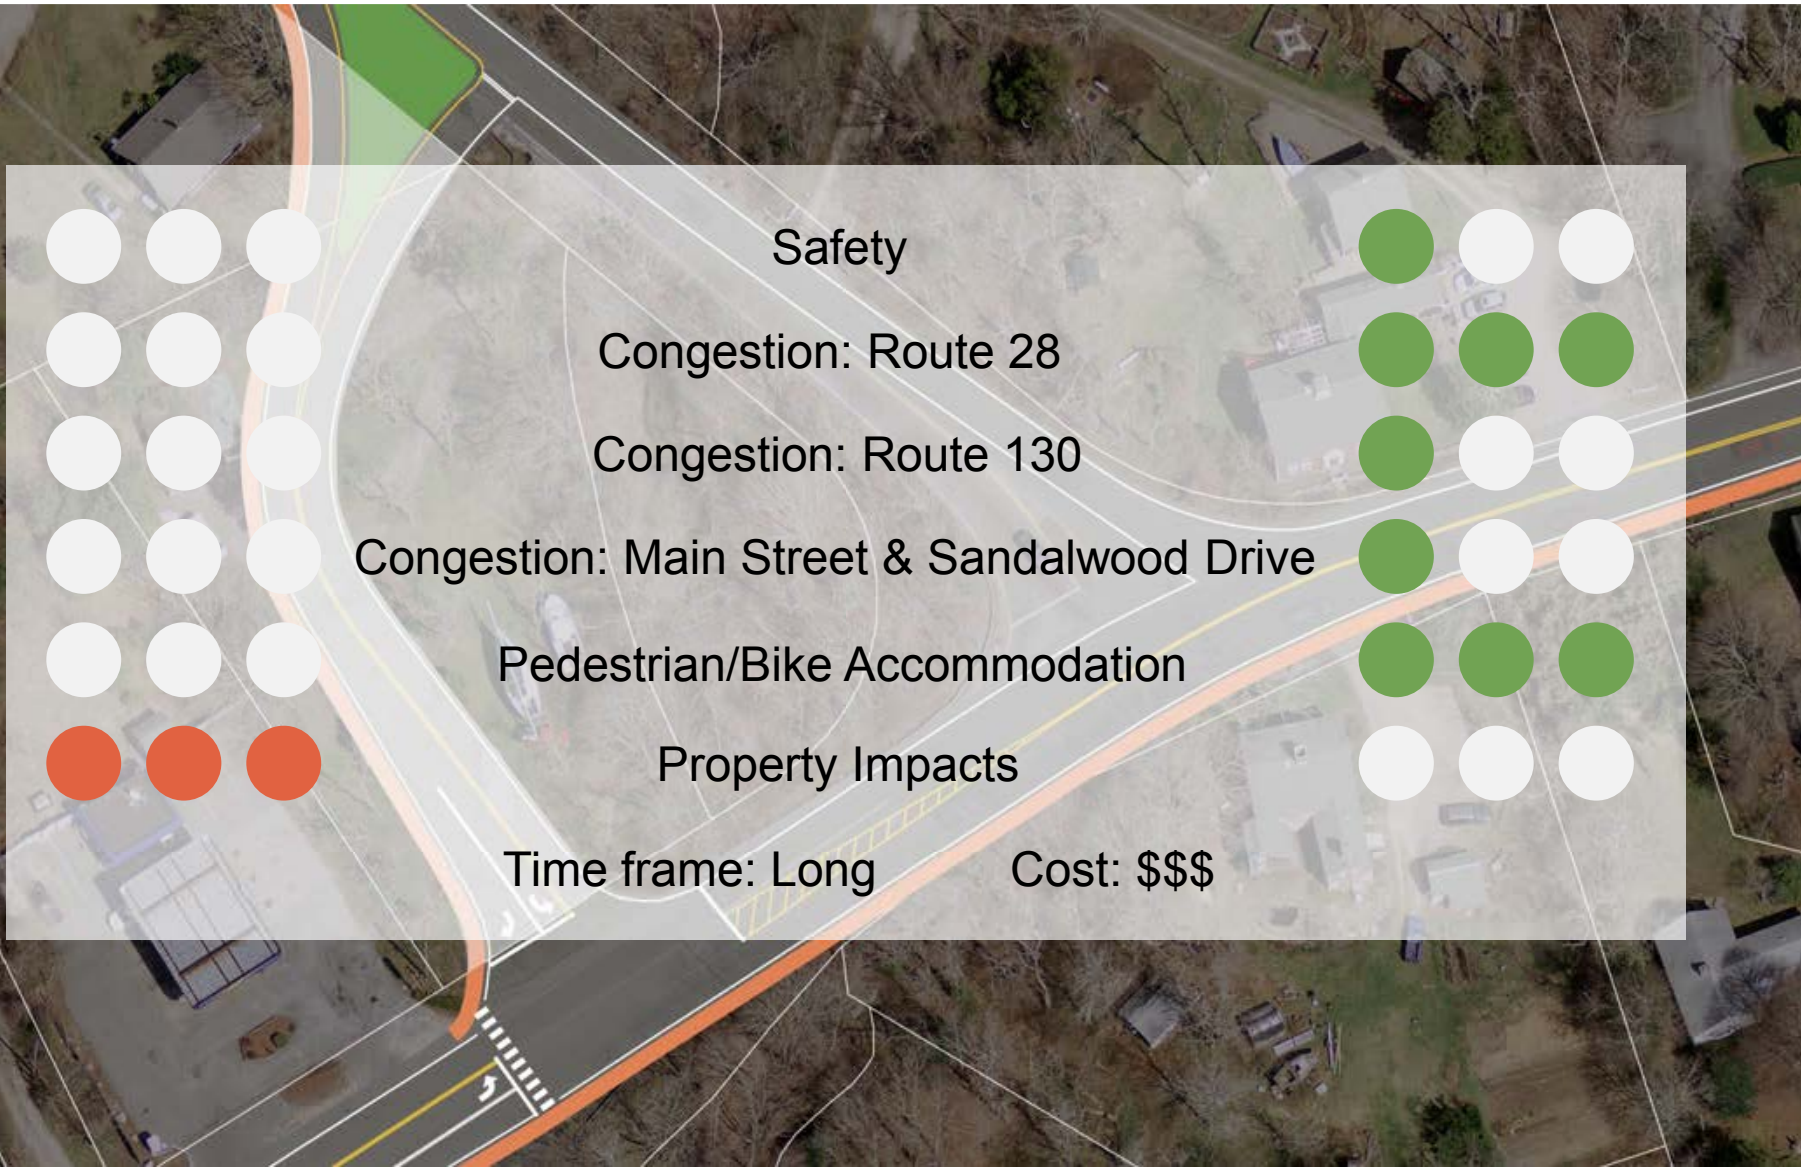 Safety
Congestion: Route 28
Congestion: Route 130
Congestion: Main Street & Sandalwood Drive
Pedestrian/Bike Accommodation
Property Impacts
Time frame: Long Cost: $$$